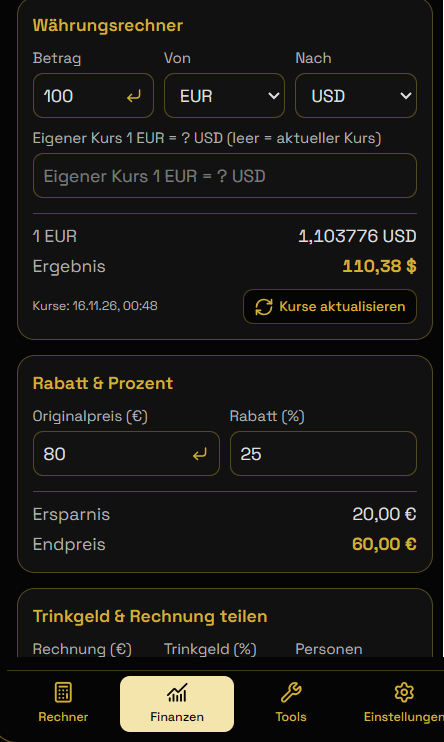 Währungsrechner
Betrag Von Nach
100 EUR USD
Eigener Kurs 1 EUR = ? USD (leer = aktueller Kurs)
Eigener Kurs 1 EUR = ? USD
1 EUR 1,103776 USD
Ergebnis 110,38 $
Kurse: 16.11.26, 00:48 Kurse aktualisieren
Rabatt & Prozent
Originalpreis (€) Rabatt (%)
80 25
Ersparnis 20,00 €
Endpreis 60,00 €
Trinkgeld & Rechnung teilen
Rechnung (€) Trinkgeld (%) Personen
Rechner Finanzen Tools Einstellungen